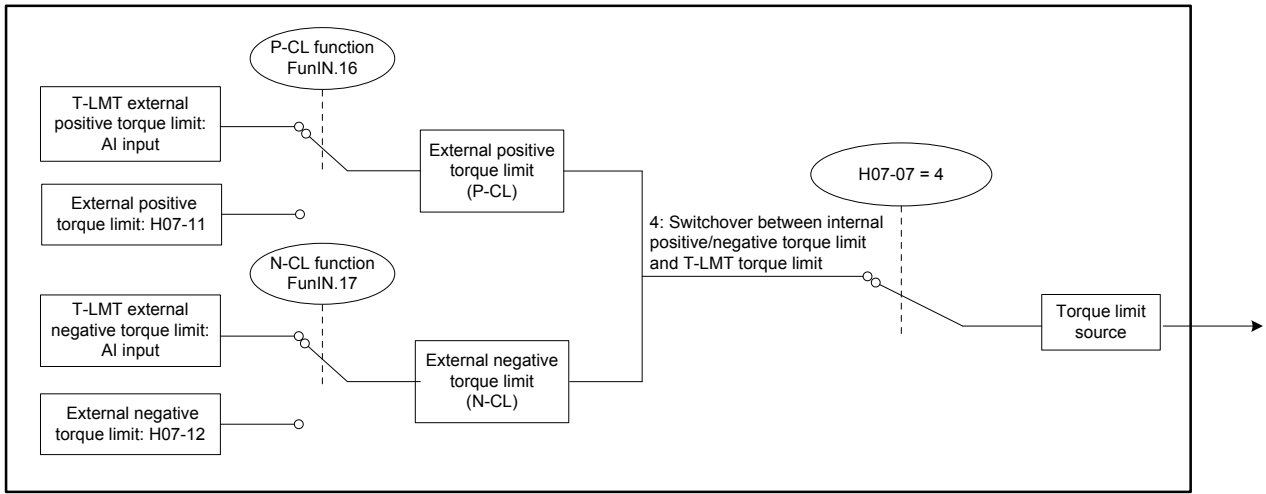 P-CL function
FunIN.16
T-LMT external
positive torque limit:
AI input
External positive
torque limit
(P-CL)
H07-07 = 4
External positive
torque limit: H07-11
4: Switchover between internal
positive/negative torque limit
and T-LMT torque limit
N-CL function
FunIN.17
T-LMT external
negative torque limit:
AI input
Torque limit
source
External negative
torque limit
(N-CL)
External negative
torque limit: H07-12